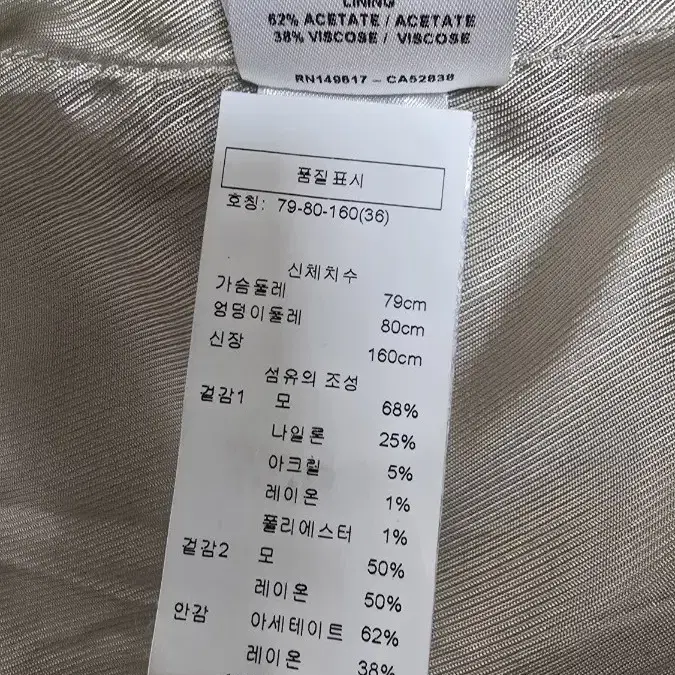 LINING
62% ACETATE / ACETATE
38% VISCOSE / VISCOSE
RN149617 - CA52838
품질표시
호칭: 79-80-160(36)
신체치수
가슴둘레 79cm
엉덩이둘레 80cm
신장 160cm
섬유의 조성
겉감1 모 68%
나일론 25%
아크릴 5%
레이온 1%
폴리에스터 1%
겉감2 모 50%
레이온 50%
안감 아세테이트 62%
레이온 38%